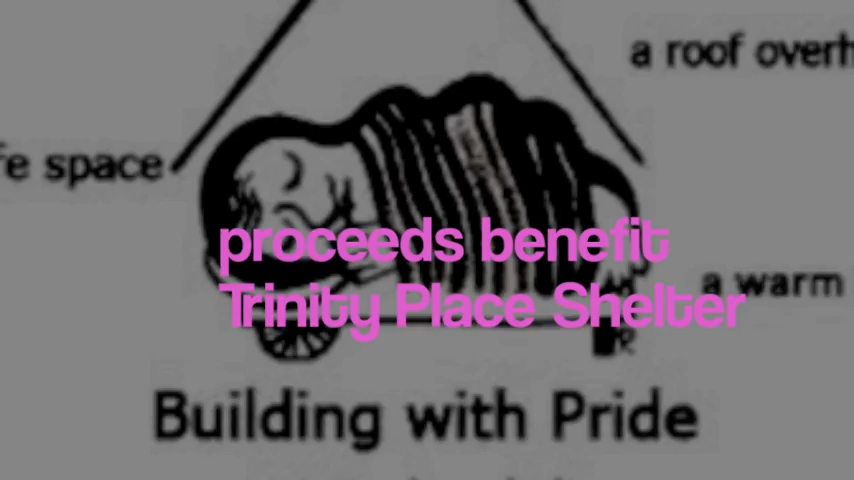 a roof overh
fe space
proceeds benefit
a warm
Trinity Place Shelter
Building with Pride